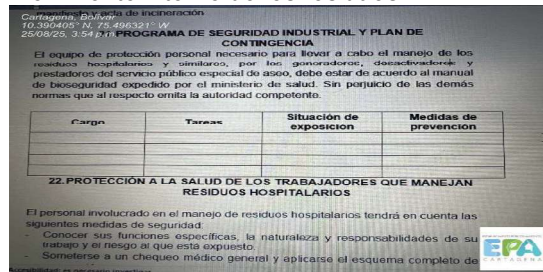 manifiesto y acta de incineración
Cartagena, Bolívar
10.390405° N, 75.496321° W
25/08/25, 3:54 p.m.
PROGRAMA DE SEGURIDAD INDUSTRIAL Y PLAN DE
CONTINGENCIA
El equipo de protección personal necesario para llevar a cabo el manejo de los
residuos hospitalarios y similares, por los generadores, desactivadores y
prestadores del servicio público especial de aseo, debe estar de acuerdo al manual
de bioseguridad expedido por el ministerio de salud. Sin perjuicio de las demás
normas que al respecto emita la autoridad competente.
Cargo Tareas Situación de exposicion Medidas de prevencion
22.PROTECCIÓN A LA SALUD DE LOS TRABAJADORES QUE MANEJAN
RESIDUOS HOSPITALARIOS
El personal involucrado en el manejo de residuos hospitalarios tendrá en cuenta las
siguientes medidas de seguridad:
- Conocer sus funciones específicas, la naturaleza y responsabilidades de su
trabajo y el riesgo al que está expuesto.
- Someterse a un chequeo médico general y aplicarse el esquema completo de
EPA
CARTAGENA